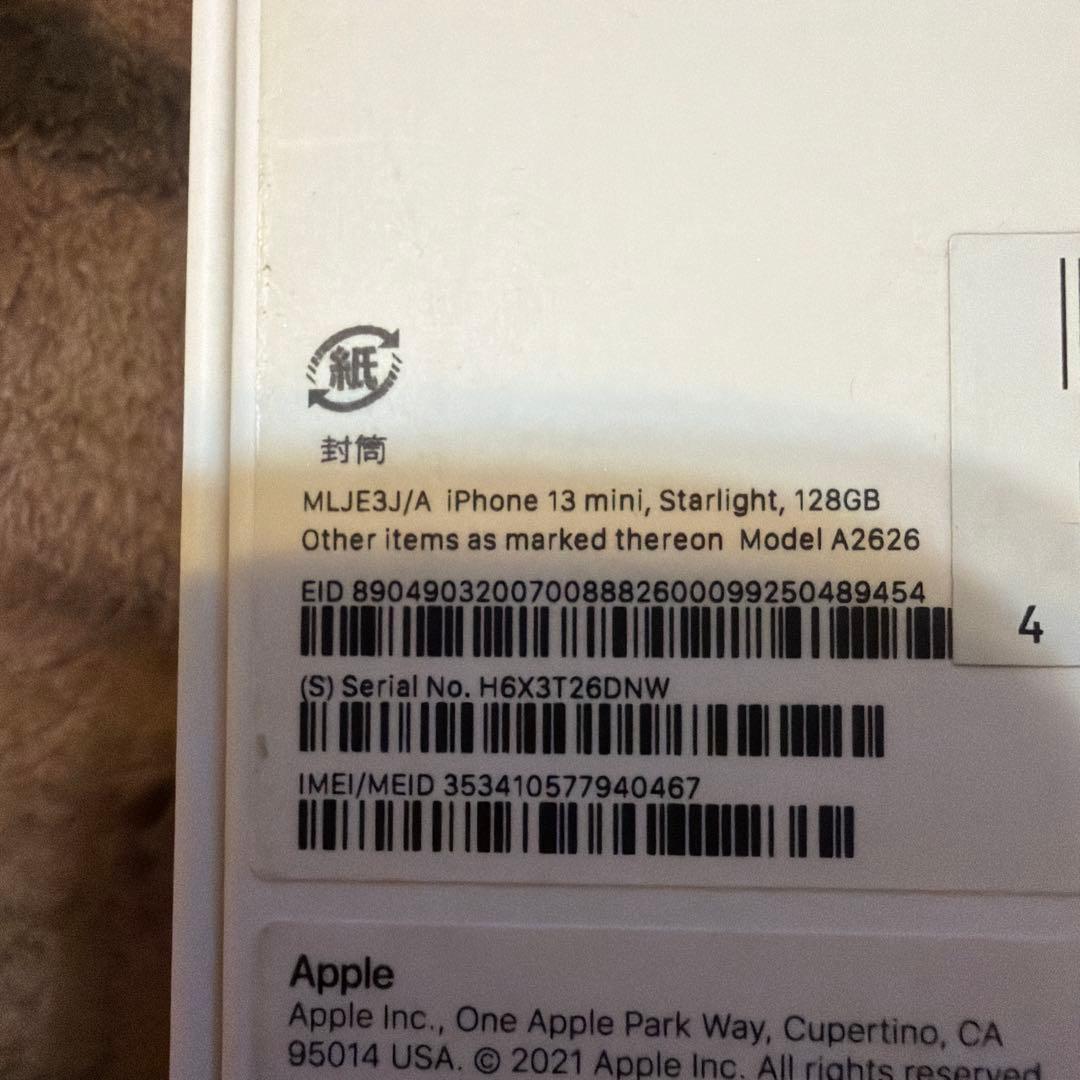 紙
封筒
MLJE3J/A iPhone 13 mini, Starlight, 128GB
Other items as marked thereon Model A2626
EID 89049032007008882600099250489454
(S) Serial No. H6X3T26DNW
IMEI/MEID 353410577940467
4
Apple
Apple Inc., One Apple Park Way, Cupertino, CA
95014 USA. © 2021 Apple Inc. All rights reserved